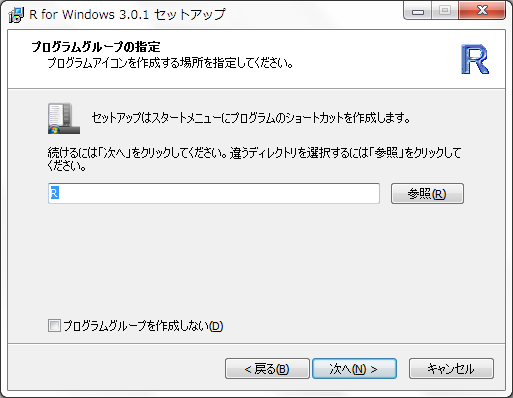 R for Windows 3.0.1 セットアップ
プログラムグループの指定
プログラムアイコンを作成する場所を指定してください。
R
セットアップはスタートメニューにプログラムのショートカットを作成します。
続けるには「次へ」をクリックしてください。違うディレクトリを選択するには「参照」をクリックして
ください。
R
参照(R)
プログラムグループを作成しない(D)
< 戻る(B)
次へ(N) >
キャンセル